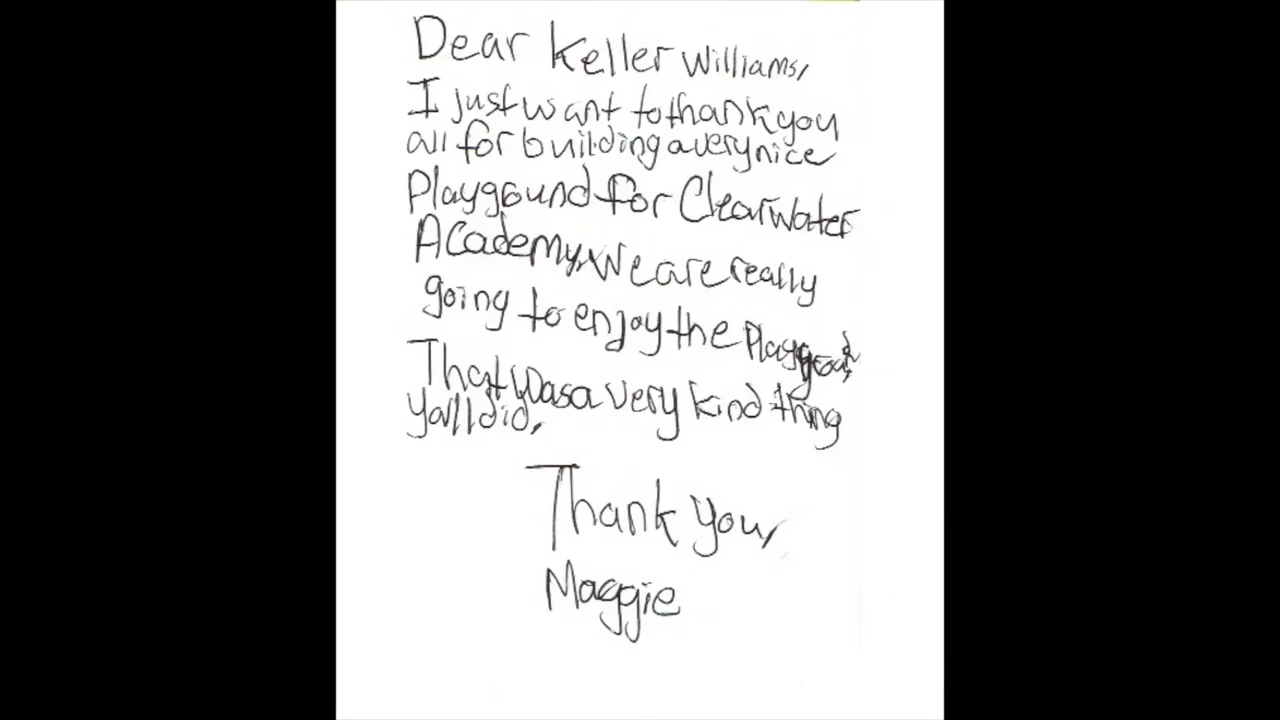 Dear Keller Williams,
I just want to thank you
all for building a very nice
Playgound for Clearwater
Academy. We are really
going to enjoy the
That was a very kind thing
Yall did.
Thank you,
Maggie